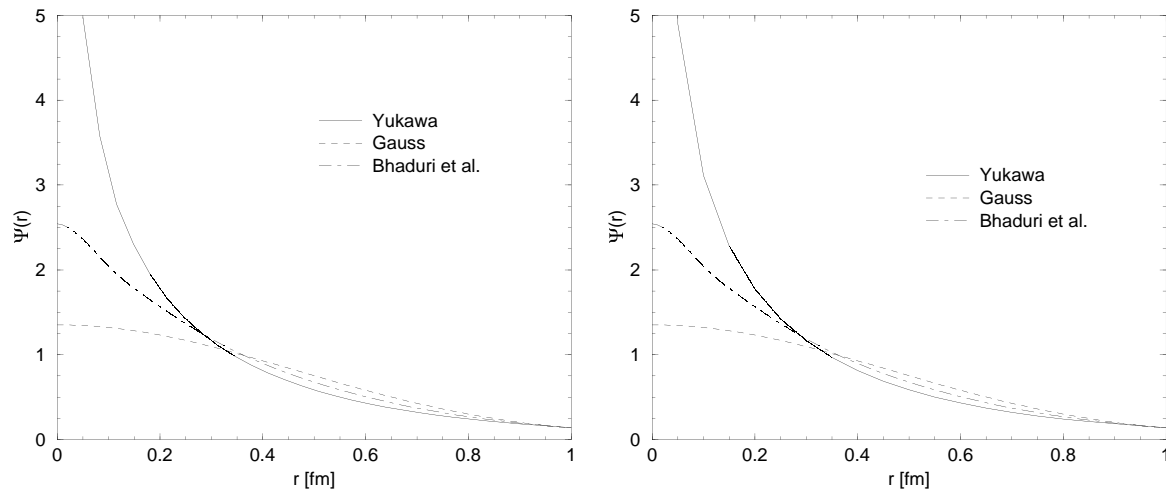 5
4
3
2
1
0
Ψ(r)
Yukawa
Gauss
Bhaduri et al.
0 0.2 0.4 0.6 0.8 1
r [fm]
5
4
3
2
1
0
Ψ(r)
Yukawa
Gauss
Bhaduri et al.
0 0.2 0.4 0.6 0.8 1
r [fm]